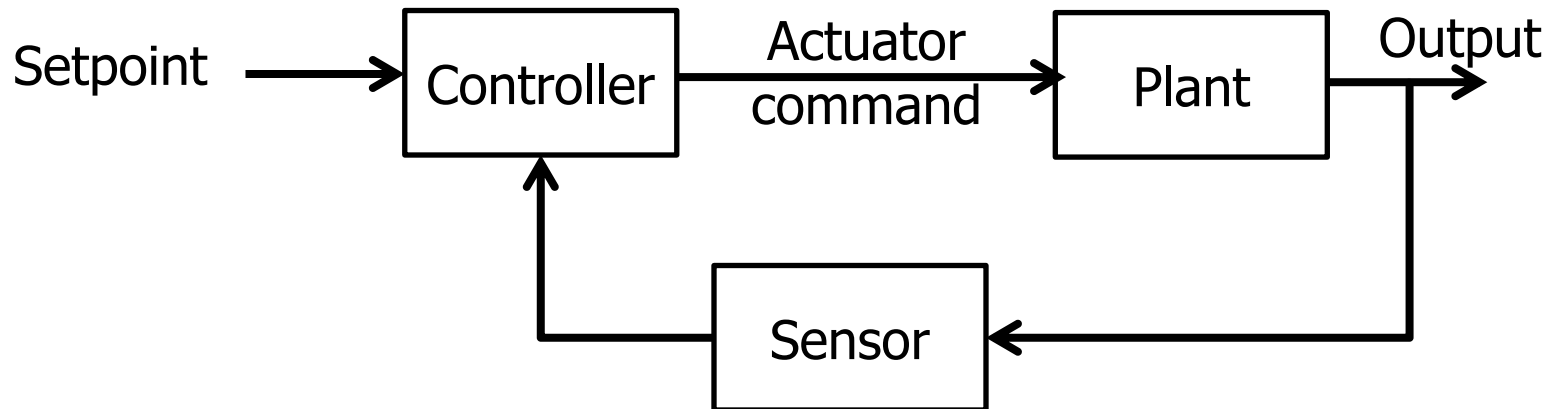 Setpoint
Controller
Actuator
command
Plant
Output
Sensor